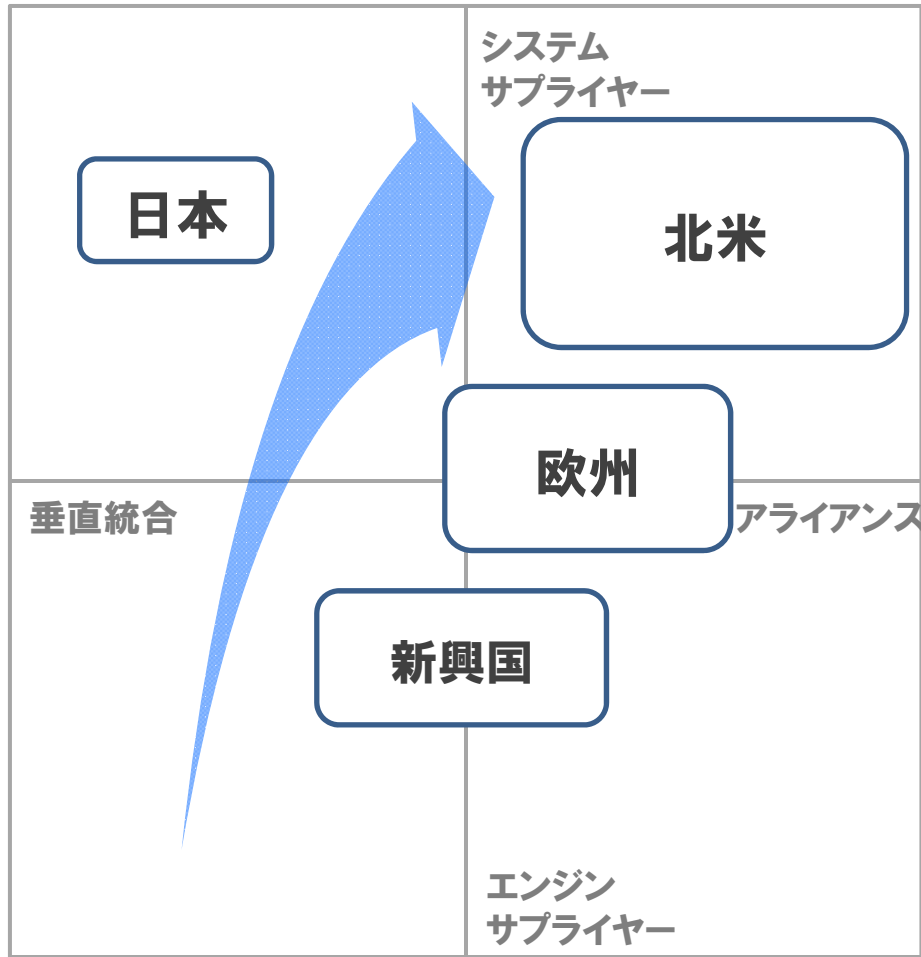 システム
サプライヤー
日本
北米
欧州
垂直統合
アライアンス
新興国
エンジン
サプライヤー